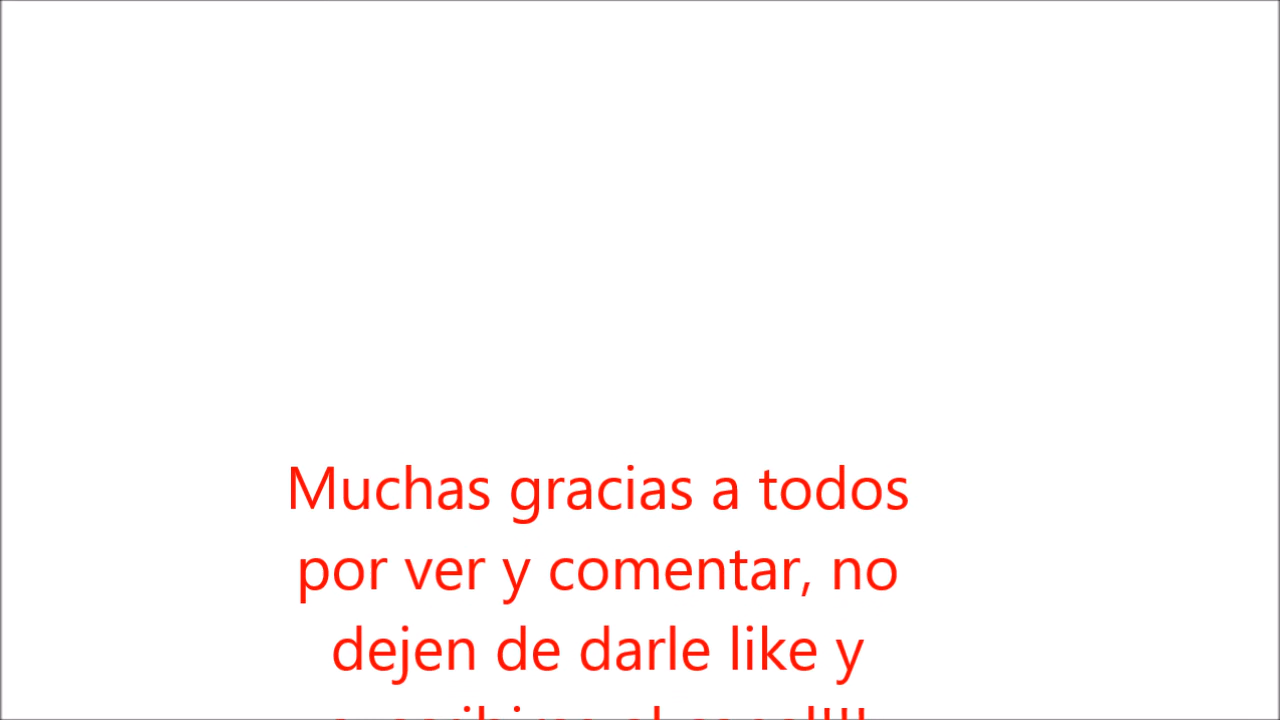 Muchas gracias a todos
por ver y comentar, no
dejen de darle like y